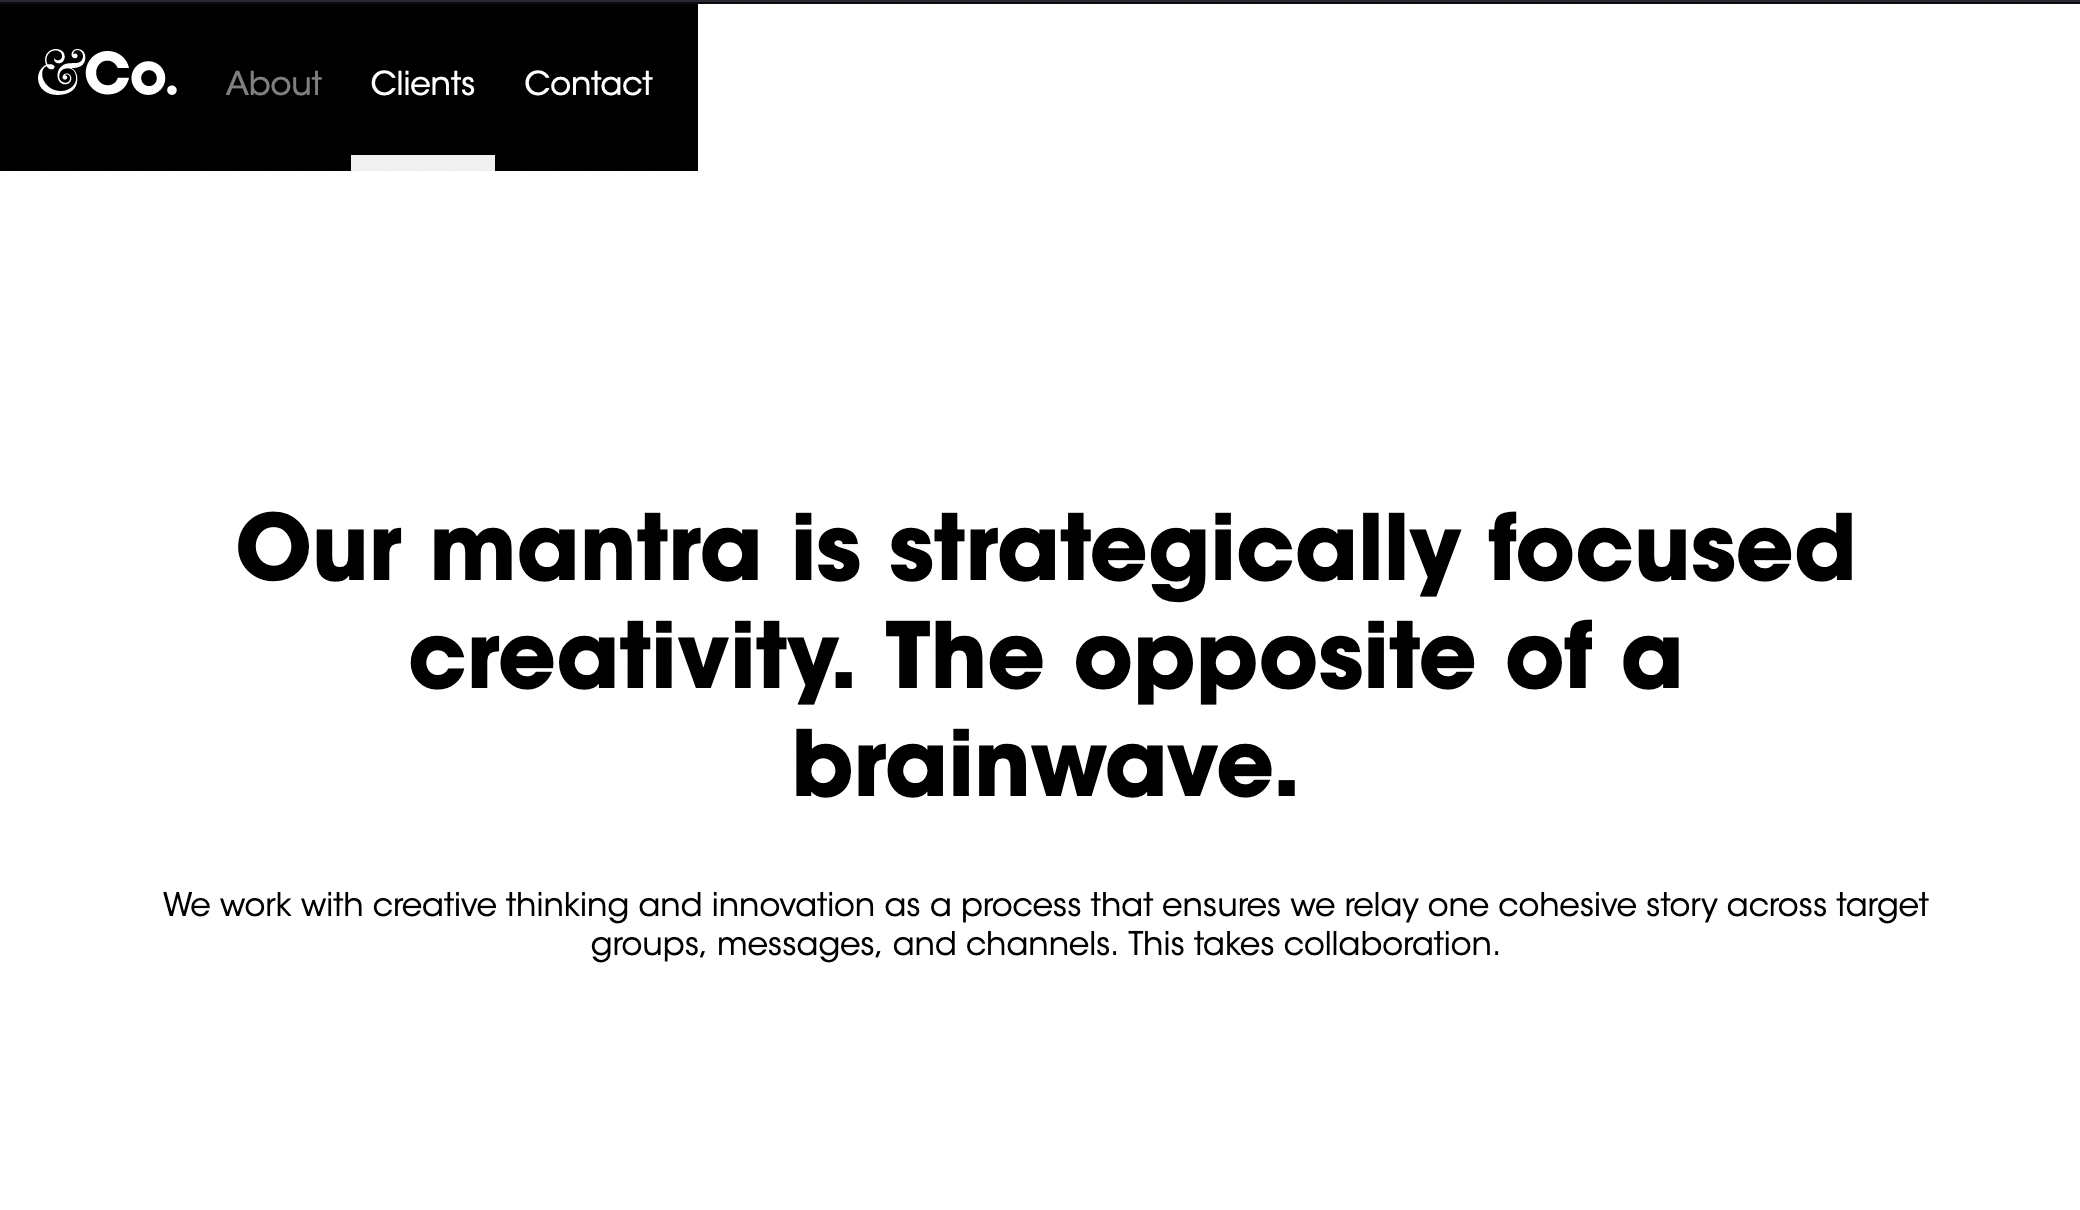 &Co. About Clients Contact
Our mantra is strategically focused
creativity. The opposite of a
brainwave.
We work with creative thinking and innovation as a process that ensures we relay one cohesive story across target
groups, messages, and channels. This takes collaboration.